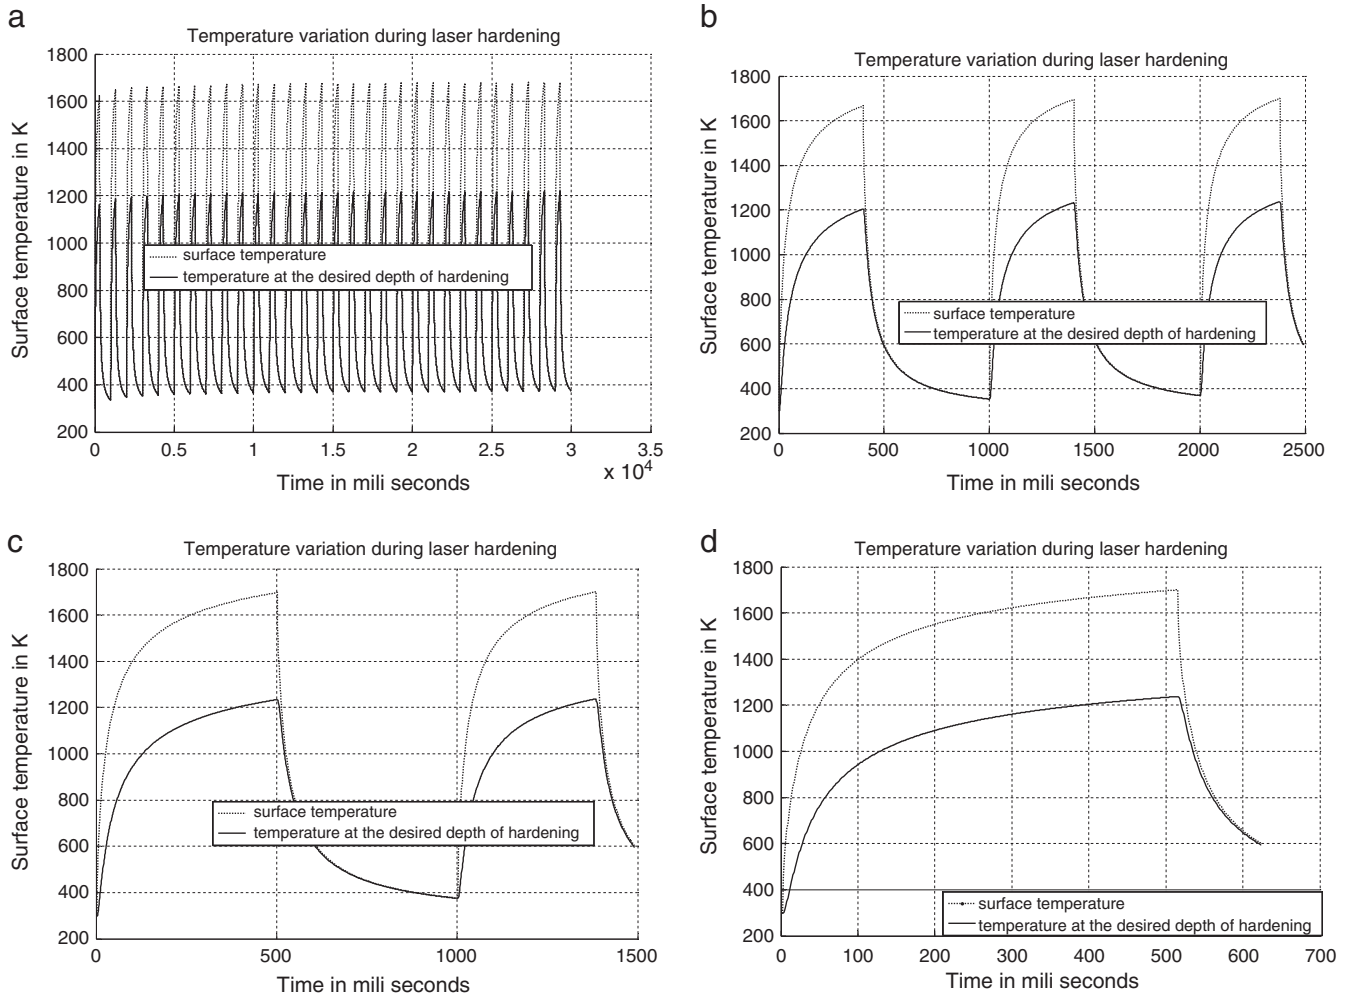 a
Temperature variation during laser hardening
1800
1600
1400
1200
1000
800
600
400
200
Surface temperature in K
surface temperature
temperature at the desired depth of hardening
0 0.5 1 1.5 2 2.5 3 3.5
x 10^4
Time in mili seconds
b
Temperature variation during laser hardening
1800
1600
1400
1200
1000
800
600
400
200
Surface temperature in K
surface temperature
temperature at the desired depth of hardening
0 500 1000 1500 2000 2500
Time in mili seconds
c
Temperature variation during laser hardening
1800
1600
1400
1200
1000
800
600
400
200
Surface temperature in K
surface temperature
temperature at the desired depth of hardening
0 500 1000 1500
Time in mili seconds
d
Temperature variation during laser hardening
1800
1600
1400
1200
1000
800
600
400
200
Surface temperature in K
surface temperature
temperature at the desired depth of hardening
0 100 200 300 400 500 600 700
Time in mili seconds